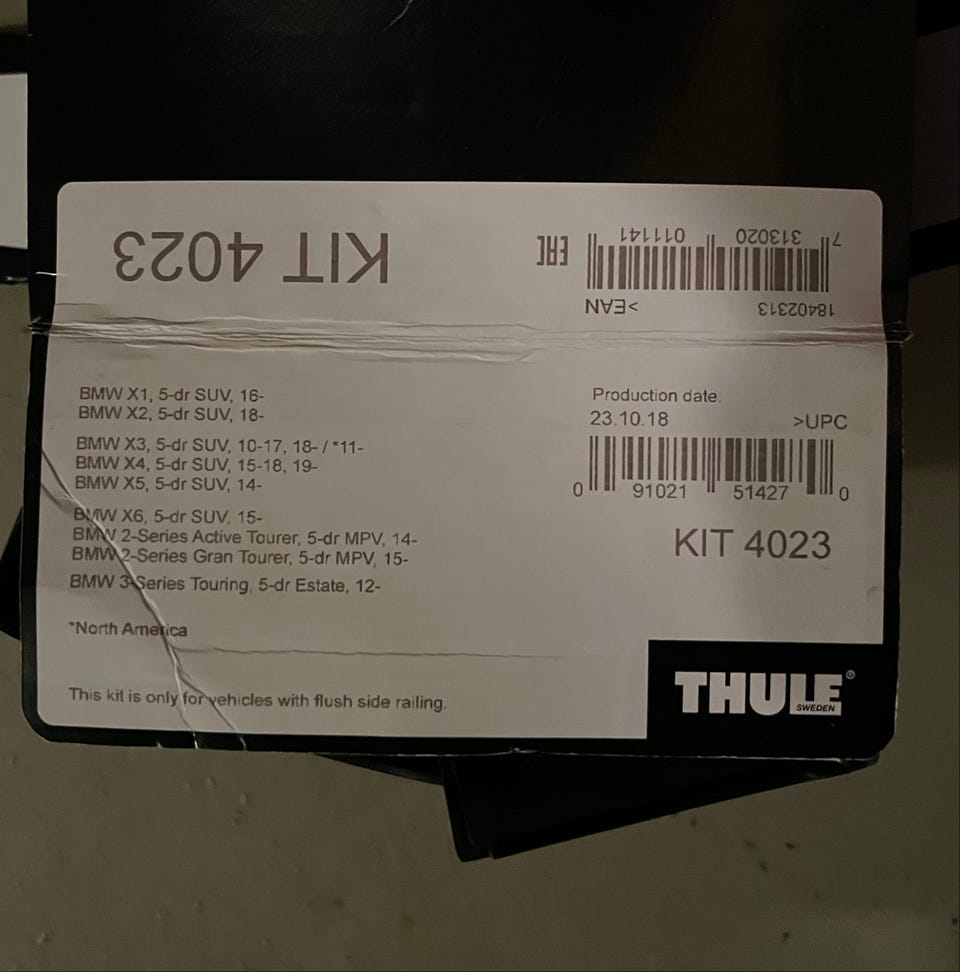 KIT 4023
EAC
7 313020 011141
18402313
>EAN
BMW X1, 5-dr SUV, 16-
BMW X2, 5-dr SUV, 18-
BMW X3, 5-dr SUV, 10-17, 18- / *11-
BMW X4, 5-dr SUV, 15-18, 19-
BMW X5, 5-dr SUV, 14-
BMW X6, 5-dr SUV, 15-
BMW 2-Series Active Tourer, 5-dr MPV, 14-
BMW 2-Series Gran Tourer, 5-dr MPV, 15-
BMW 3-Series Touring, 5-dr Estate, 12-
*North America
This kit is only for vehicles with flush side railing.
Production date:
23.10.18
>UPC
0 91021 51427 0
KIT 4023
THULE®
SWEDEN